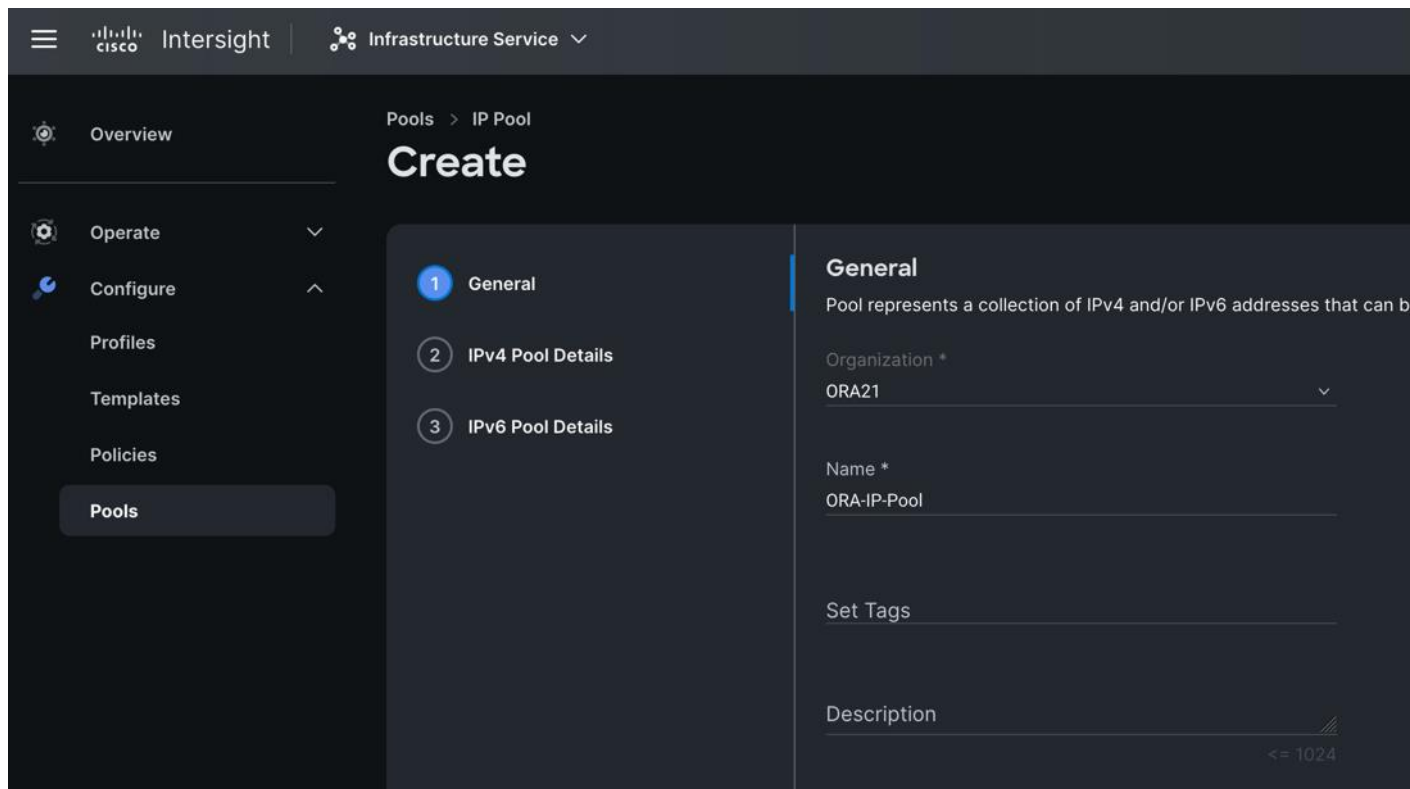 CISCO Intersight Infrastructure Service
Overview
Operate
Configure
Profiles
Templates
Policies
Pools
Pools > IP Pool
Create
1 General
2 IPv4 Pool Details
3 IPv6 Pool Details
General
Pool represents a collection of IPv4 and/or IPv6 addresses that can b
Organization *
ORA21
Name *
ORA-IP-Pool
Set Tags
Description
<= 1024